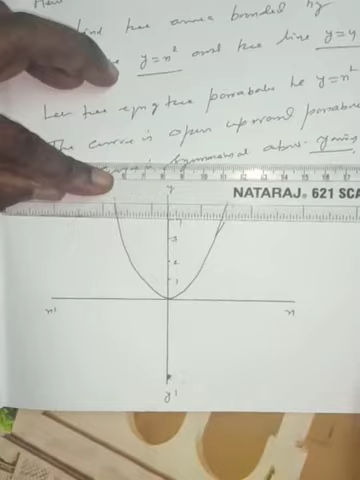 find the area bounded by
y=x² and the line y=4
Let the eqn of the parabola be y=x²
The curve is open upward parabola
symmetrical about y-axis
NATARAJ. 621 SCA
y
3
2
1
x'
x
y'